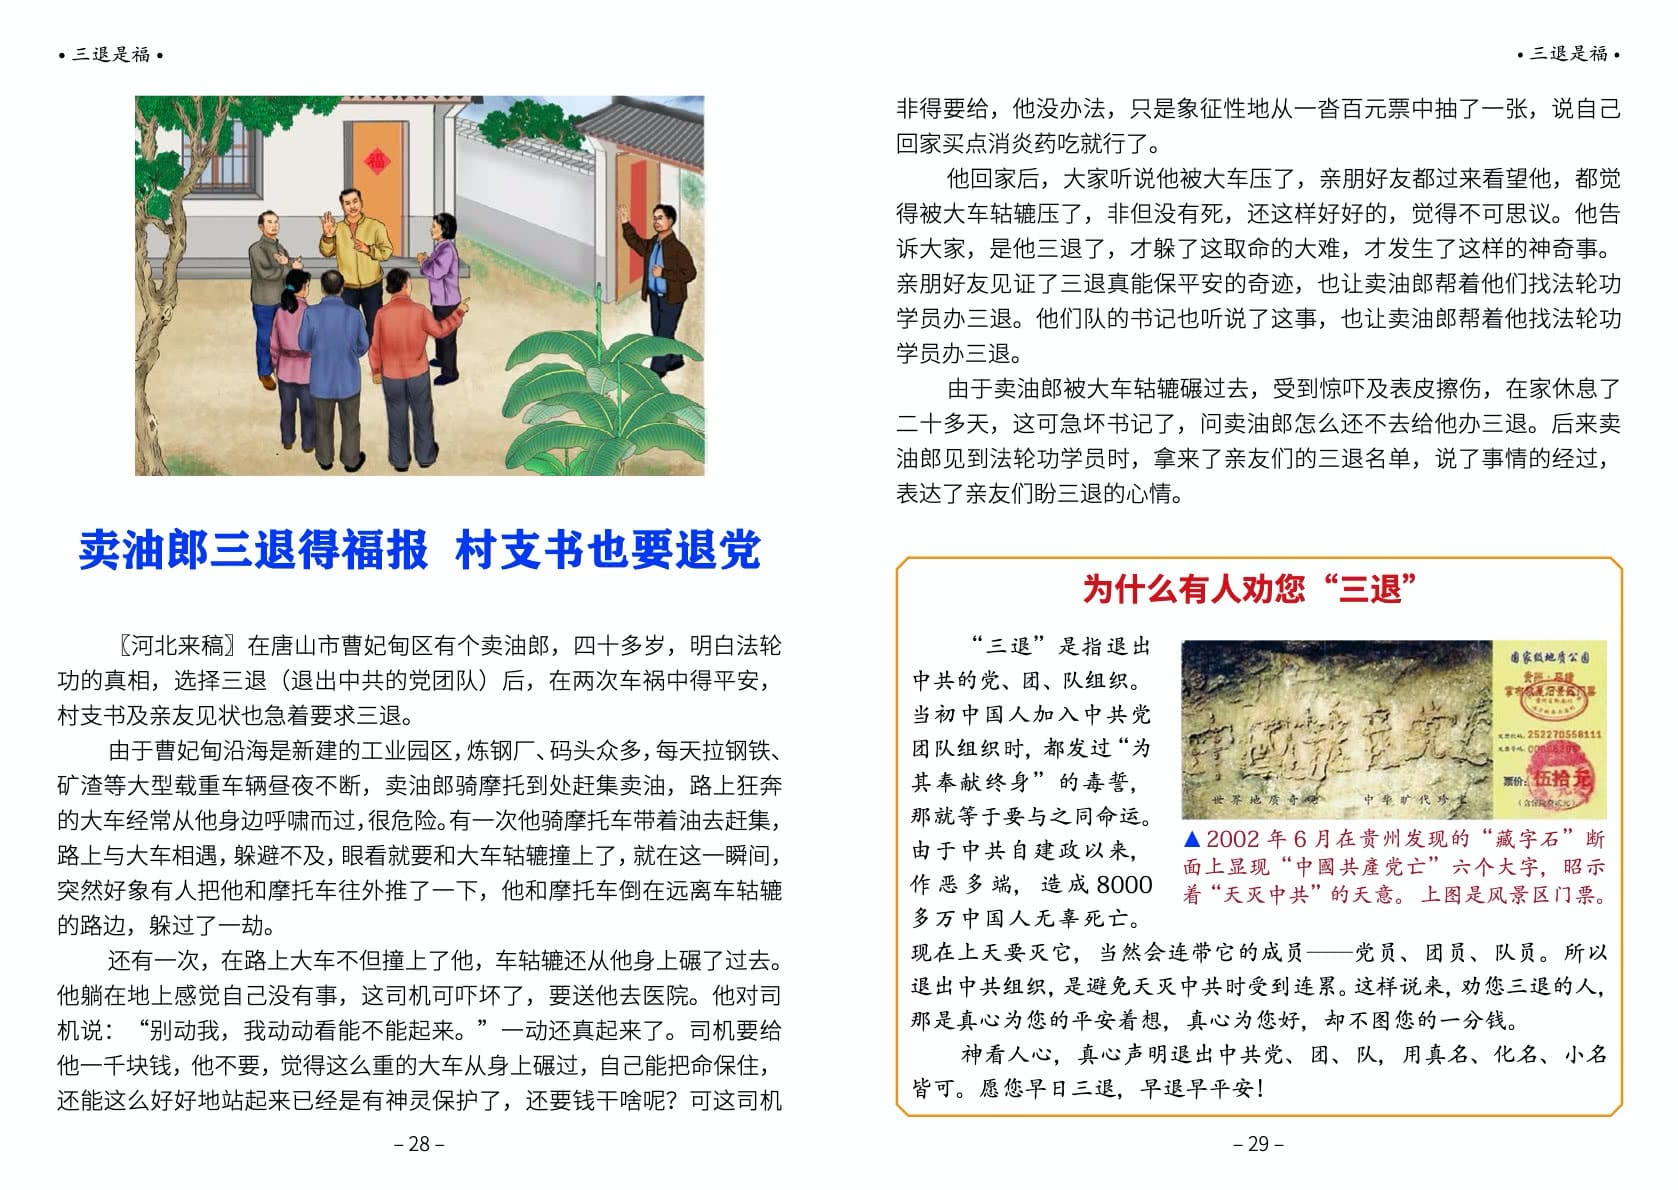 • 三退是福 •
福
卖油郎三退得福报 村支书也要退党
〖河北来稿〗在唐山市曹妃甸区有个卖油郎，四十多岁，明白法轮
功的真相，选择三退（退出中共的党团队）后，在两次车祸中得平安，
村支书及亲友见状也急着要求三退。
由于曹妃甸沿海是新建的工业园区，炼钢厂、码头众多，每天拉钢铁、
矿渣等大型载重车辆昼夜不断，卖油郎骑摩托到处赶集卖油，路上狂奔
的大车经常从他身边呼啸而过，很危险。有一次他骑摩托车带着油去赶集，
路上与大车相遇，躲避不及，眼看就要和大车轱辘撞上了，就在这一瞬间，
突然好象有人把他和摩托车往外推了一下，他和摩托车倒在远离车轱辘
的路边，躲过了一劫。
还有一次，在路上大车不但撞上了他，车轱辘还从他身上碾了过去。
他躺在地上感觉自己没有事，这司机可吓坏了，要送他去医院。他对司
机说：“别动我，我动动看能不能起来。”一动还真起来了。司机要给
他一千块钱，他不要，觉得这么重的大车从身上碾过，自己能把命保住，
还能这么好好地站起来已经是有神灵保护了，还要钱干啥呢？可这司机
– 28 –
• 三退是福 •
非得要给，他没办法，只是象征性地从一沓百元票中抽了一张，说自己
回家买点消炎药吃就行了。
他回家后，大家听说他被大车压了，亲朋好友都过来看望他，都觉
得被大车轱辘压了，非但没有死，还这样好好的，觉得不可思议。他告
诉大家，是他三退了，才躲了这取命的大难，才发生了这样的神奇事。
亲朋好友见证了三退真能保平安的奇迹，也让卖油郎帮着他们找法轮功
学员办三退。他们队的书记也听说了这事，也让卖油郎帮着他找法轮功
学员办三退。
由于卖油郎被大车轱辘碾过去，受到惊吓及表皮擦伤，在家休息了
二十多天，这可急坏书记了，问卖油郎怎么还不去给他办三退。后来卖
油郎见到法轮功学员时，拿来了亲友们的三退名单，说了事情的经过，
表达了亲友们盼三退的心情。
为什么有人劝您“三退”
“三退”是指退出
中共的党、团、队组织。
当初中国人加入中共党
团队组织时，都发过“为
其奉献终身”的毒誓，
那就等于要与之同命运。
由于中共自建政以来，
作恶多端，造成 8000
多万中国人无辜死亡。
现在上天要灭它，当然会连带它的成员——党员、团员、队员。所以
退出中共组织，是避免天灭中共时受到连累。这样说来，劝您三退的人，
那是真心为您的平安着想，真心为您好，却不图您的一分钱。
神看人心，真心声明退出中共党、团、队，用真名、化名、小名
皆可。愿您早日三退，早退早平安！
中國共產党亡
世界地质奇观 中华旷代珍宝
国家级地质公园
贵州·平塘
掌布
252270558111
票价：伍拾元
▲2002 年 6 月在贵州发现的“藏字石”断
面上显现“中國共產党亡”六个大字，昭示
着“天灭中共”的天意。上图是风景区门票。
– 29 –